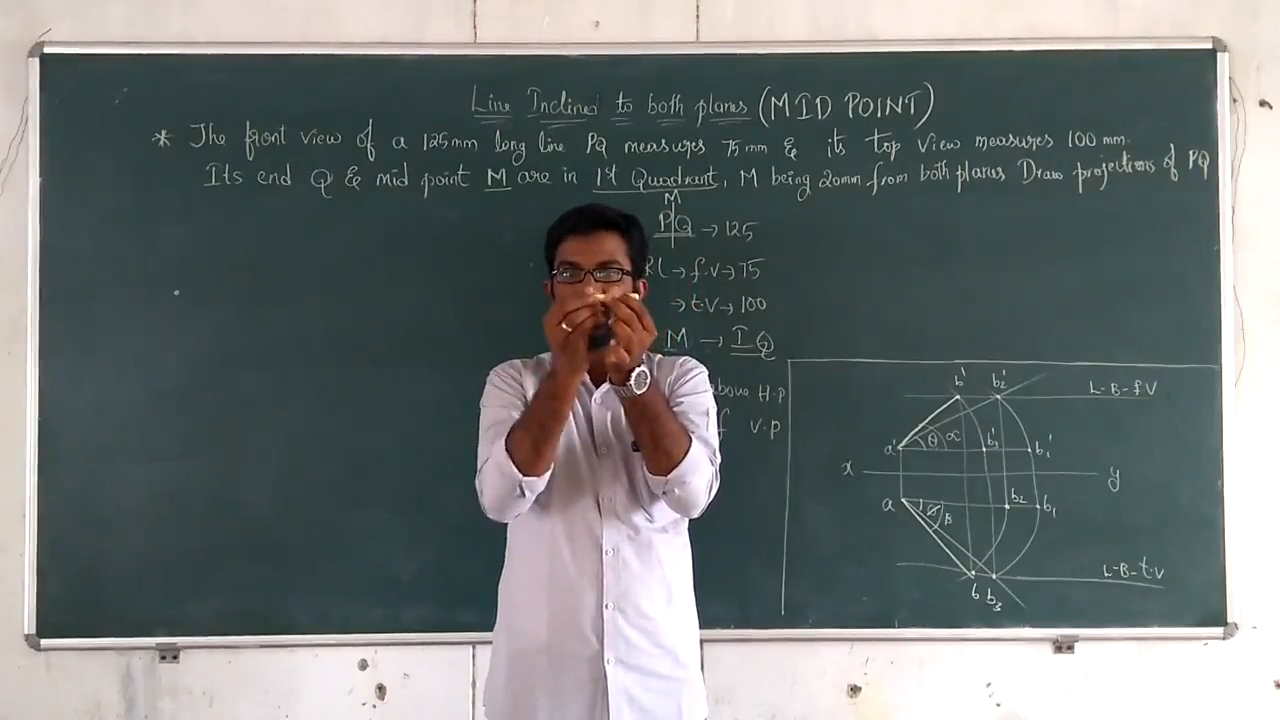 Line Inclined to both planes (MID POINT)
* The front view of a 125mm long line PQ measures 75mm & its top view measures 100 mm.
Its end Q & mid point M are in 1st Quadrant, M being 20mm from both planes Draw projections of PQ
M
PQ → 125
→ f.v → 75
→ t.v → 100
M → I Q
above H.p
v.p
b' b2' L-B-fV
a' θ α b3' b1'
x y
a Ø β b2 b1
b b3 L-B-t.V